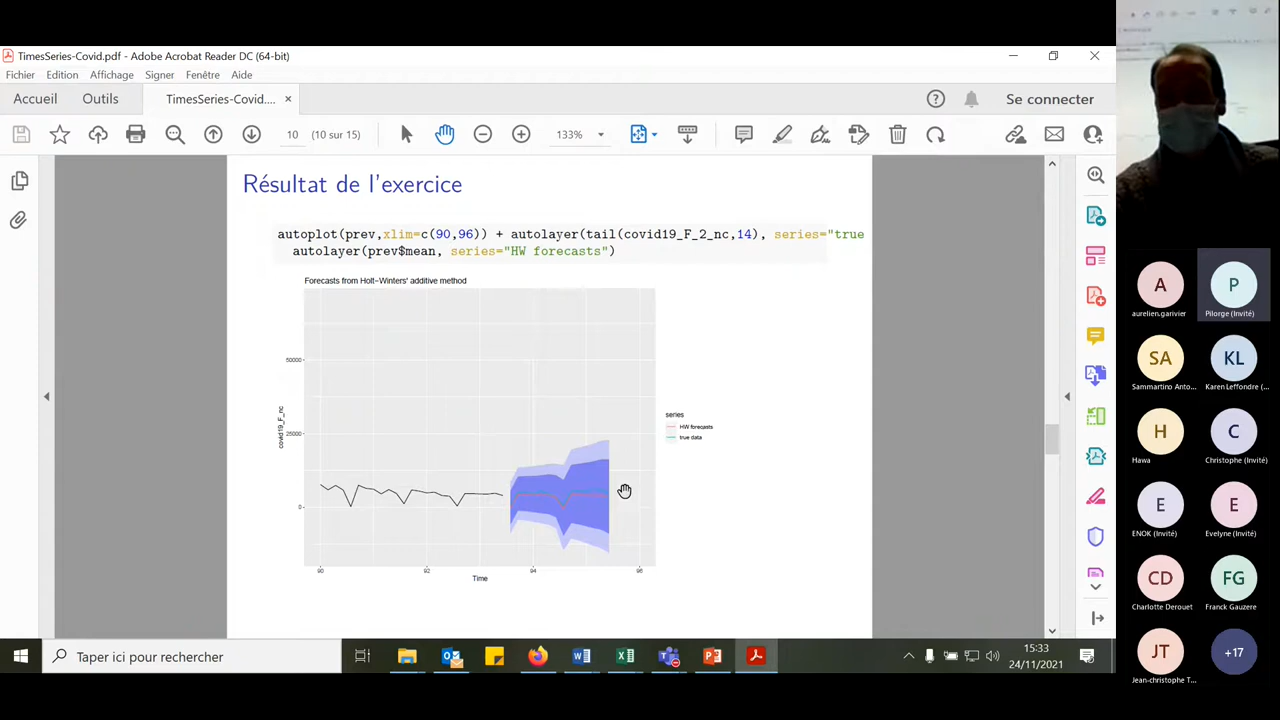 TimesSeries-Covid.pdf - Adobe Acrobat Reader DC (64-bit)
Fichier Edition Affichage Signer Fenêtre Aide
Accueil Outils TimesSeries-Covid.... × Se connecter
10 (10 sur 15) 133%
Résultat de l'exercice
autoplot(prev,xlim=c(90,96)) + autolayer(tail(covid19_F_2_nc,14), series="true
autolayer(prev$mean, series="HW forecasts")
Forecasts from Holt-Winters' additive method
50000
25000
0
covid19_F_nc
90 92 94 96
Time
series
HW forecasts
true data
A
aurelien.garivier
P
Pilorge (Invité)
SA
Sammartino Anto...
KL
Karen Leffondre (...
H
Hawa
C
Christophe (Invité)
E
ENOK (Invité)
E
Evelyne (Invité)
CD
Charlotte Derouet
FG
Franck Gauzere
JT
Jean-christophe T...
+17
Taper ici pour rechercher
15:33
24/11/2021